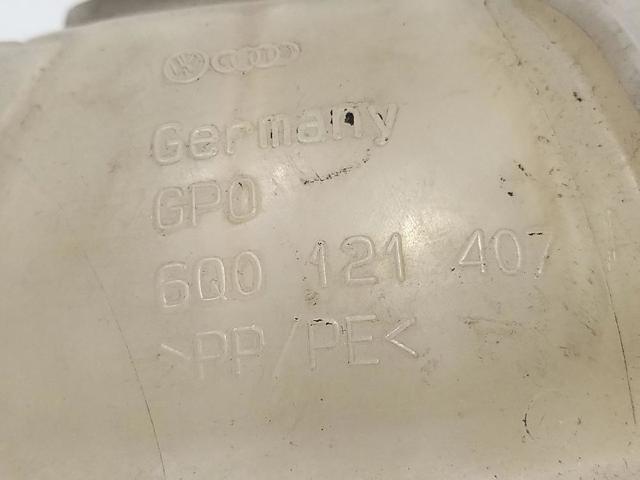 Germany
GPO
6Q0 121 407
>PP/PE<